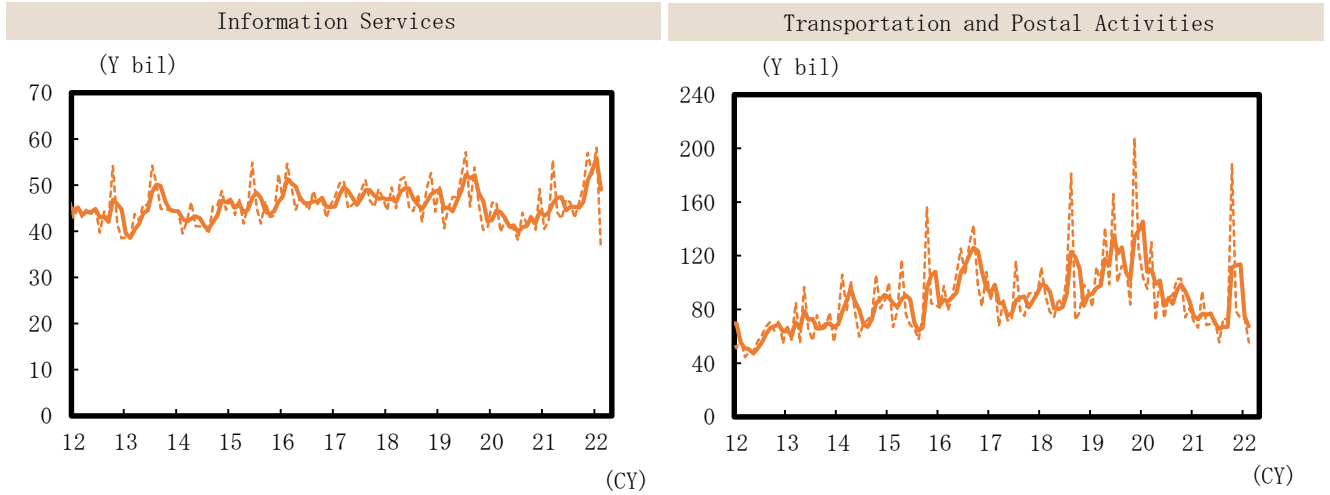 Information Services
(Y bil)
70
60
50
40
30
20
10
0
12 13 14 15 16 17 18 19 20 21 22
(CY)
Transportation and Postal Activities
(Y bil)
240
200
160
120
80
40
0
12 13 14 15 16 17 18 19 20 21 22
(CY)